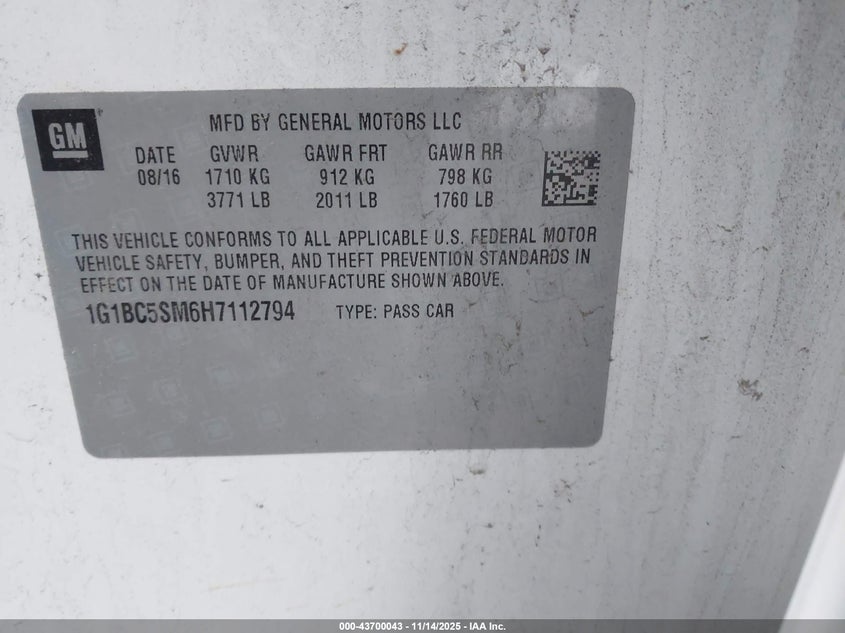 GM
MFD BY GENERAL MOTORS LLC
DATE GVWR GAWR FRT GAWR RR
08/16 1710 KG 912 KG 798 KG
3771 LB 2011 LB 1760 LB
THIS VEHICLE CONFORMS TO ALL APPLICABLE U.S. FEDERAL MOTOR
VEHICLE SAFETY, BUMPER, AND THEFT PREVENTION STANDARDS IN
EFFECT ON THE DATE OF MANUFACTURE SHOWN ABOVE.
1G1BC5SM6H7112794 TYPE: PASS CAR
000-43700043 - 11/14/2025 - IAA Inc.